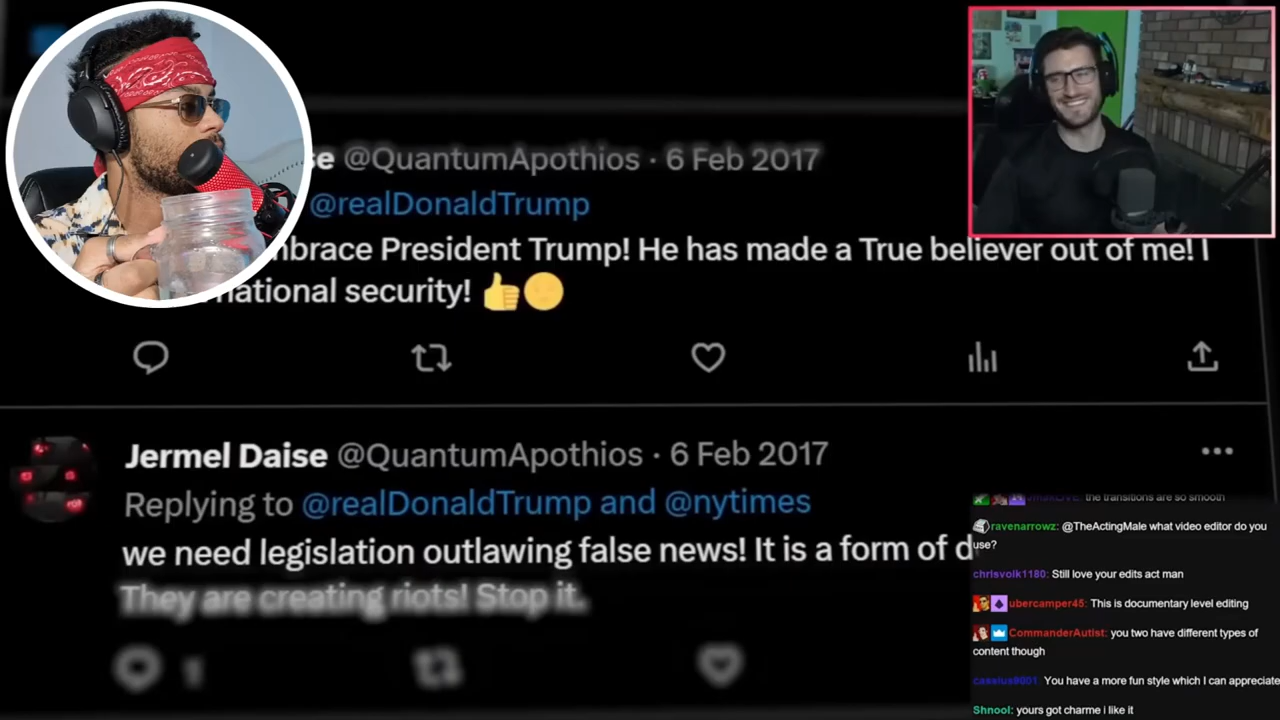 @QuantumApothios · 6 Feb 2017
@realDonaldTrump
President Trump! He has made a True believer out of me! I
national security! 👍
Jermel Daise @QuantumApothios · 6 Feb 2017
Replying to @realDonaldTrump and @nytimes
we need legislation outlawing false news! It is a form of
They are creating riots! Stop it.
1
the transitions are so smooth
ravenarrowz: @TheActingMale what video editor do you
use?
chrisvolk1180: Still love your edits act man
ubercamper45: This is documentary level editing
CommanderAutist: you two have different types of
content though
cassius9001: You have a more fun style which I can appreciate
Shnool: yours got charme i like it